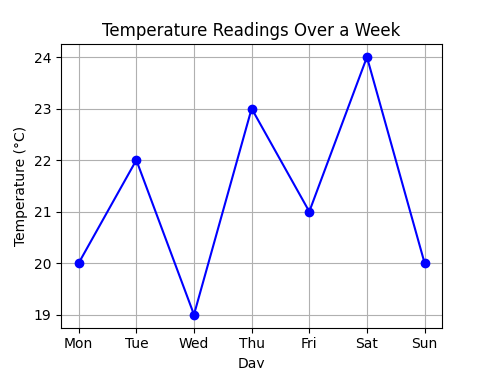 Temperature Readings Over a Week
24
23
22
21
20
19
Temperature (°C)
Mon Tue Wed Thu Fri Sat Sun
Day